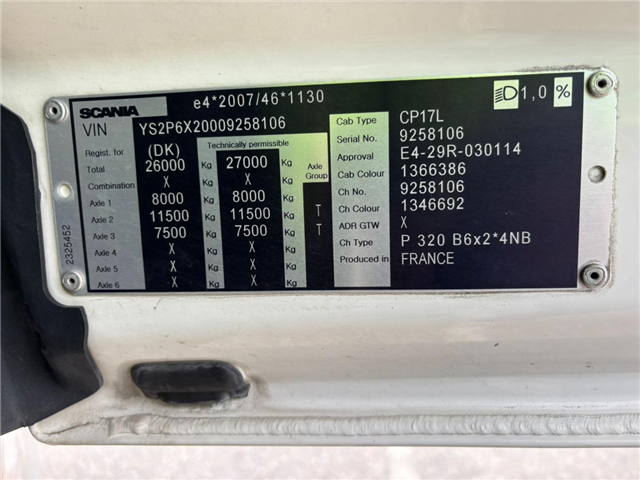 SCANIA e4*2007/46*1130 1,0 %
VIN YS2P6X20009258106
Regist. for (DK) Technically permissible
Total 26000 Kg 27000 Kg Axle Group
Combination X Kg X Kg
Axle 1 8000 Kg 8000 Kg
Axle 2 11500 Kg 11500 Kg T
Axle 3 7500 Kg 7500 Kg T
Axle 4 X Kg X Kg
Axle 5 X Kg X Kg
Axle 6 X Kg X Kg
Cab Type CP17L
Serial No. 9258106
Approval E4-29R-030114
Cab Colour 1366386
Ch No. 9258106
Ch Colour 1346692
ADR GTW X
Ch Type P 320 B6x2*4NB
Produced in FRANCE
2325452